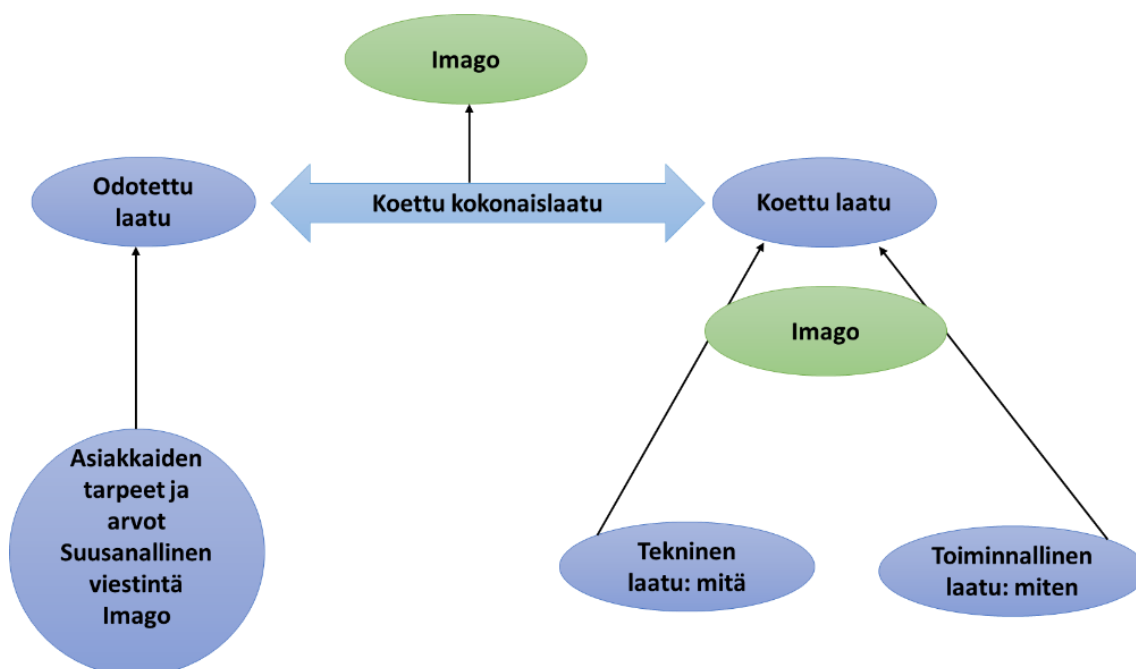 Imago
Odotettu
laatu
Koettu kokonaislaatu
Koettu laatu
Imago
Asiakkaiden
tarpeet ja
arvot
Suusanallinen
viestintä
Imago
Tekninen
laatu: mitä
Toiminnallinen
laatu: miten